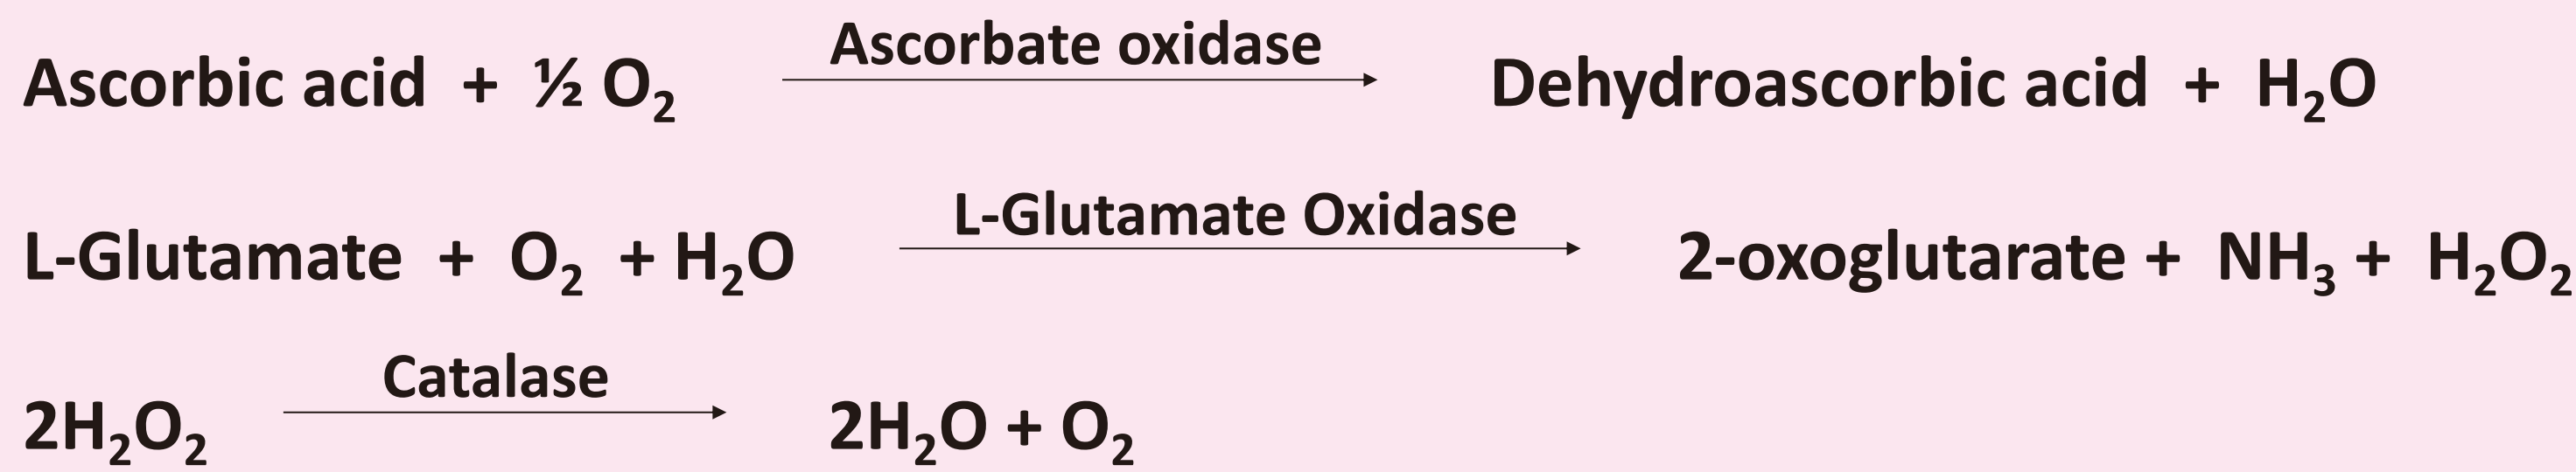 Ascorbate oxidase
Ascorbic acid + ½ O₂ Dehydroascorbic acid + H₂O
L-Glutamate Oxidase
L-Glutamate + O₂ + H₂O 2-oxoglutarate + NH₃ + H₂O₂
Catalase
2H₂O₂ 2H₂O + O₂